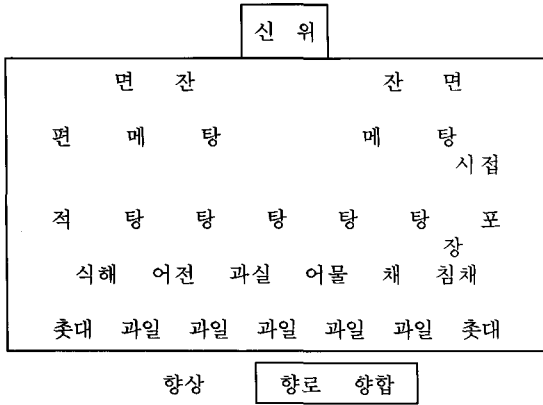 신 위
면 잔 잔 면
편 메 탕 메 탕
시접
적 탕 탕 탕 탕 탕 포
장
식해 어전 과실 어물 채 침채
촛대 과일 과일 과일 과일 과일 촛대
향상 향로 향합